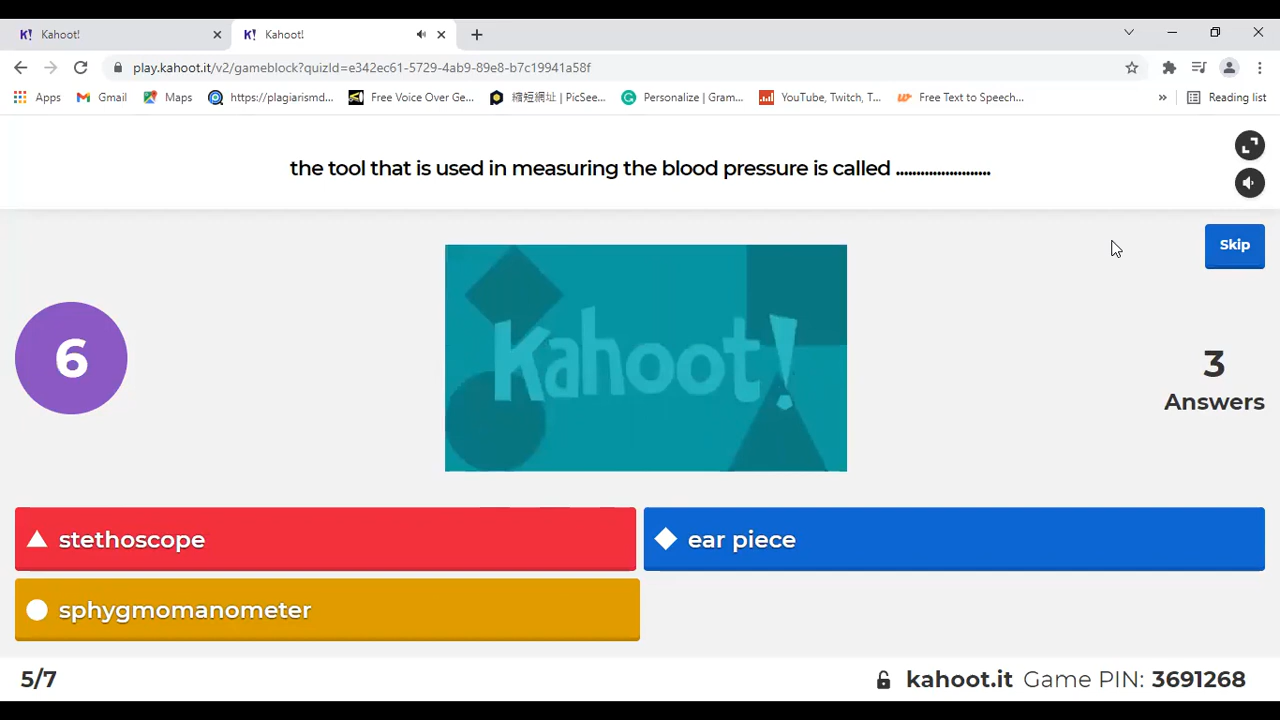 K! Kahoot!
K! Kahoot!
play.kahoot.it/v2/gameblock?quizId=e342ec61-5729-4ab9-89e8-b7c19941a58f
Apps Gmail Maps https://plagiarismd... Free Voice Over Ge... 縮短網址 | PicSee... Personalize | Gram... YouTube, Twitch, T... Free Text to Speech... » Reading list
the tool that is used in measuring the blood pressure is called .......................
Skip
6
Kahoot!
3
Answers
stethoscope
ear piece
sphygmomanometer
5/7
kahoot.it Game PIN: 3691268